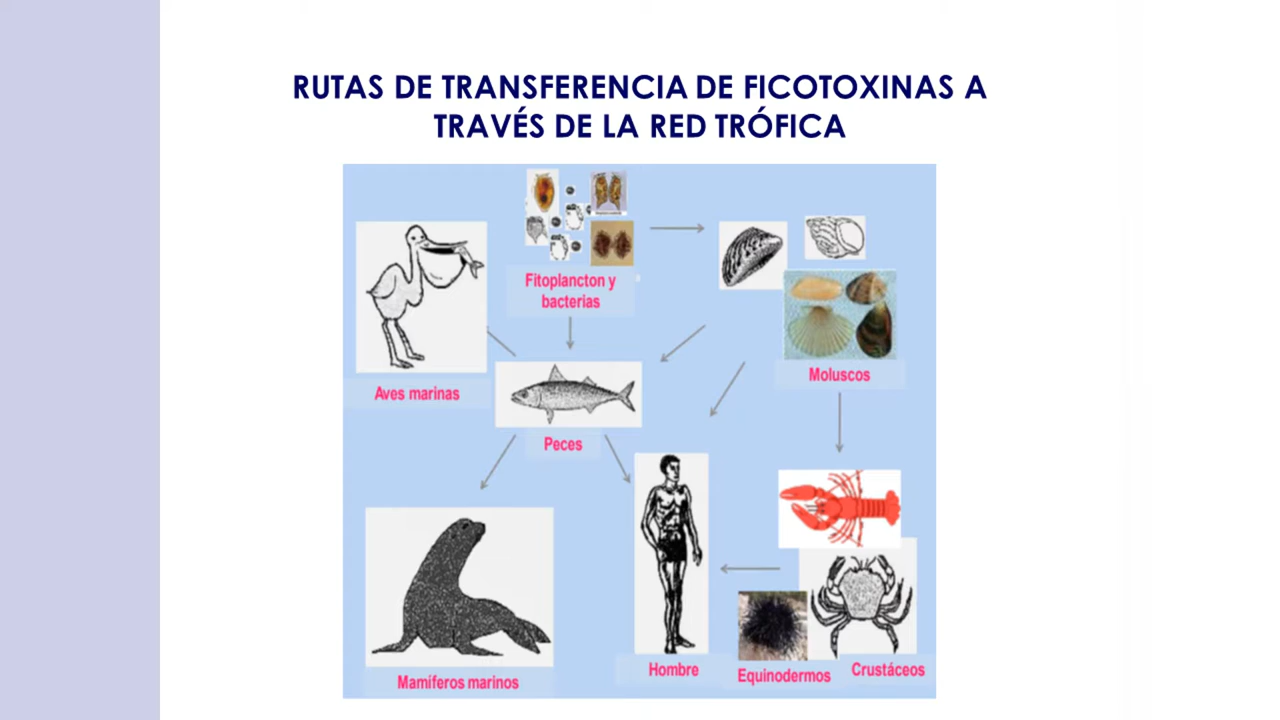 RUTAS DE TRANSFERENCIA DE FICOTOXINAS A
TRAVÉS DE LA RED TRÓFICA
Fitoplancton y
bacterias
Moluscos
Aves marinas
Peces
Hombre
Equinodermos
Crustáceos
Mamíferos marinos